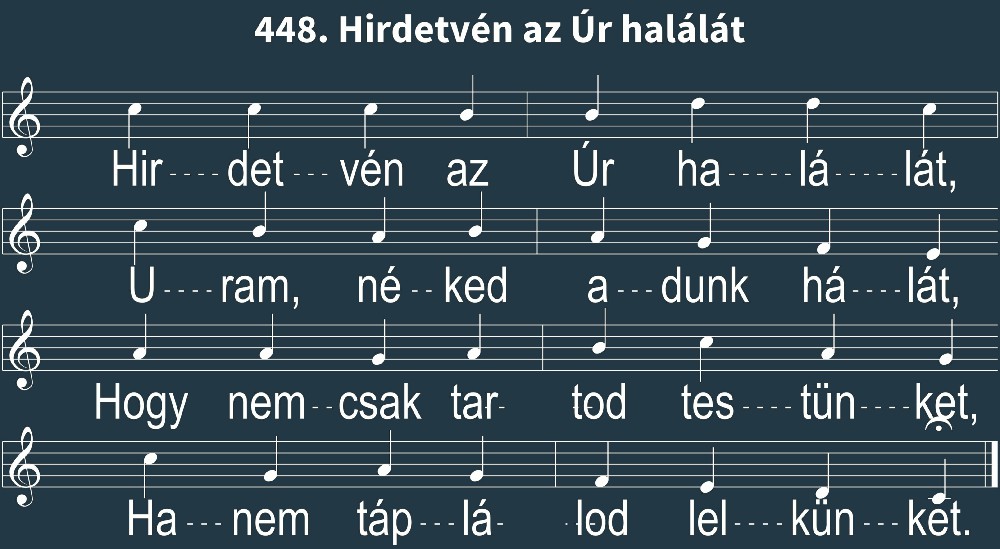 448. Hirdetvén az Úr halálát
Hir----det---vén az Úr ha-----lá-----lát,
U----ram, né--ked a---dunk há----lát,
Hogy nem--csak tar- tod tes----tün----ket,
Ha---nem táp---lá- -lod lel----kün---ket.